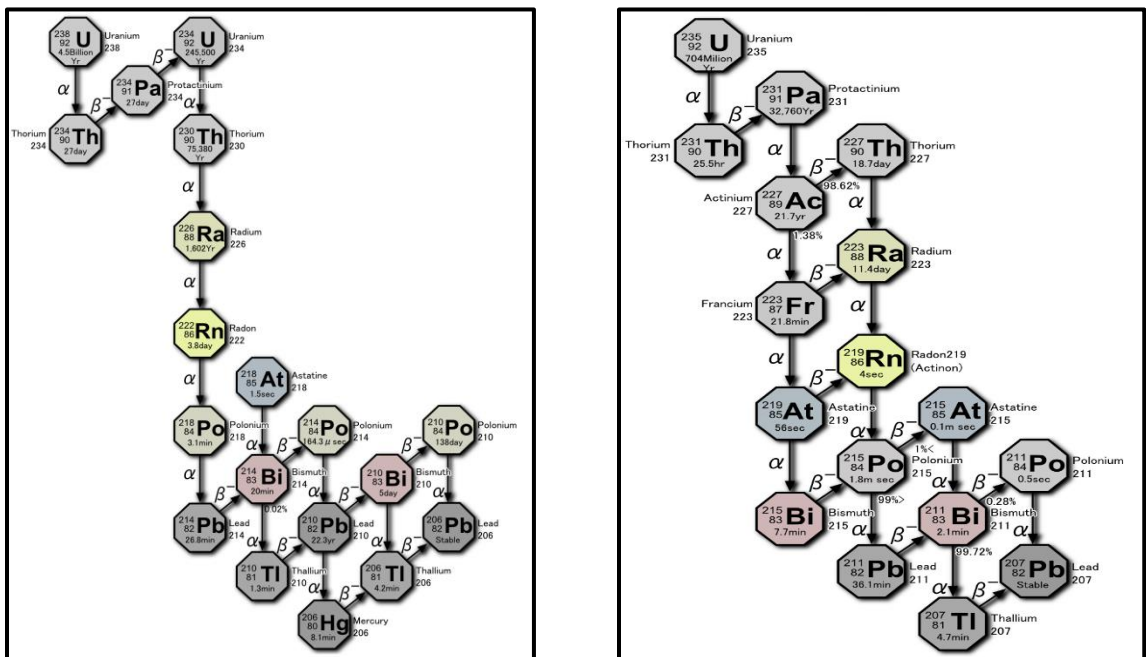 238
92 U
4.5Billion
Yr
Uranium
238
234
92 U
245,500
Yr
Uranium
234
α
β−
β−
α
234
91 Pa
27day
Protactinium
234
Thorium
234
234
90 Th
27day
230
90 Th
75,380
Yr
Thorium
230
α
226
88 Ra
1,602Yr
Radium
226
α
222
86 Rn
3.8day
Radon
222
α
218
85 At
1.5sec
Astatine
218
218
84 Po
3.1min
Polonium
218
α
β−
214
84 Po
164.3μsec
Polonium
214
β−
210
84 Po
138day
Polonium
210
α
β−
214
83 Bi
20min
Bismuth
214
0.02%
α
β−
210
83 Bi
5day
Bismuth
210
α
214
82 Pb
26.8min
Lead
214
α
β−
210
82 Pb
22.3yr
Lead
210
α
β−
206
82 Pb
Stable
Lead
206
210
81 Tl
1.3min
Thallium
210
α
β−
206
81 Tl
4.2min
Thallium
206
206
80 Hg
8.1min
Mercury
206
235
92 U
704Milion
Yr
Uranium
235
α
β−
231
91 Pa
32,760Yr
Protactinium
231
Thorium
231
231
90 Th
25.5hr
α
β−
227
90 Th
18.7day
Thorium
227
98.62%
Actinium
227
227
89 Ac
21.7yr
1.38%
α
α
β−
223
88 Ra
11.4day
Radium
223
Francium
223
223
87 Fr
21.8min
α
α
β−
219
86 Rn
4sec
Radon219
(Actinon)
219
85 At
56sec
Astatine
219
α
β−
215
85 At
0.1m sec
Astatine
215
1%<
α
β−
215
84 Po
1.8m sec
Polonium
215
99%>
α
β−
211
84 Po
0.5sec
Polonium
211
0.28%
215
83 Bi
7.7min
Bismuth
215
α
β−
211
83 Bi
2.1min
Bismuth
211
99.72%
α
211
82 Pb
36.1min
Lead
211
α
β−
207
82 Pb
Stable
Lead
207
207
81 Tl
4.7min
Thallium
207